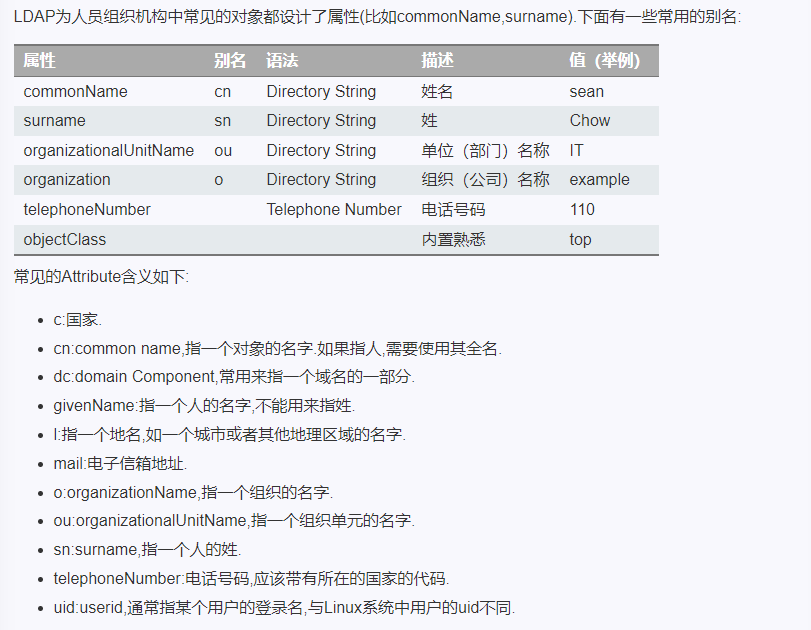 LDAP为人员组织机构中常见的对象都设计了属性(比如commonName,surname).下面有一些常用的别名:
属性 别名 语法 描述 值（举例）
commonName cn Directory String 姓名 sean
surname sn Directory String 姓 Chow
organizationalUnitName ou Directory String 单位（部门）名称 IT
organization o Directory String 组织（公司）名称 example
telephoneNumber Telephone Number 电话号码 110
objectClass 内置熟悉 top
常见的Attribute含义如下:
• c:国家.
• cn:common name,指一个对象的名字.如果指人,需要使用其全名.
• dc:domain Component,常用来指一个域名的一部分.
• givenName:指一个人的名字,不能用来指姓.
• l:指一个地名,如一个城市或者其他地理区域的名字.
• mail:电子信箱地址.
• o:organizationName,指一个组织的名字.
• ou:organizationalUnitName,指一个组织单元的名字.
• sn:surname,指一个人的姓.
• telephoneNumber:电话号码,应该带有所在的国家的代码.
• uid:userid,通常指某个用户的登录名,与Linux系统中用户的uid不同.